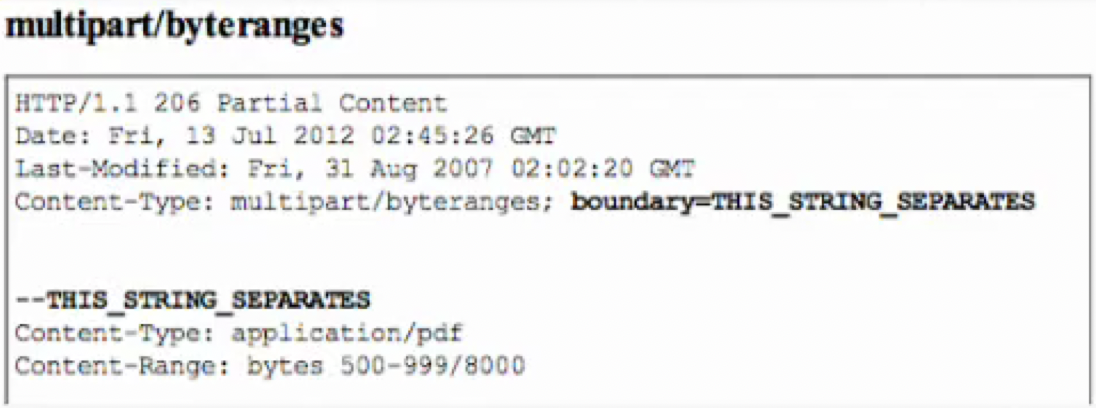 multipart/byteranges
HTTP/1.1 206 Partial Content
Date: Fri, 13 Jul 2012 02:45:26 GMT
Last-Modified: Fri, 31 Aug 2007 02:02:20 GMT
Content-Type: multipart/byteranges; boundary=THIS_STRING_SEPARATES
--THIS_STRING_SEPARATES
Content-Type: application/pdf
Content-Range: bytes 500-999/8000